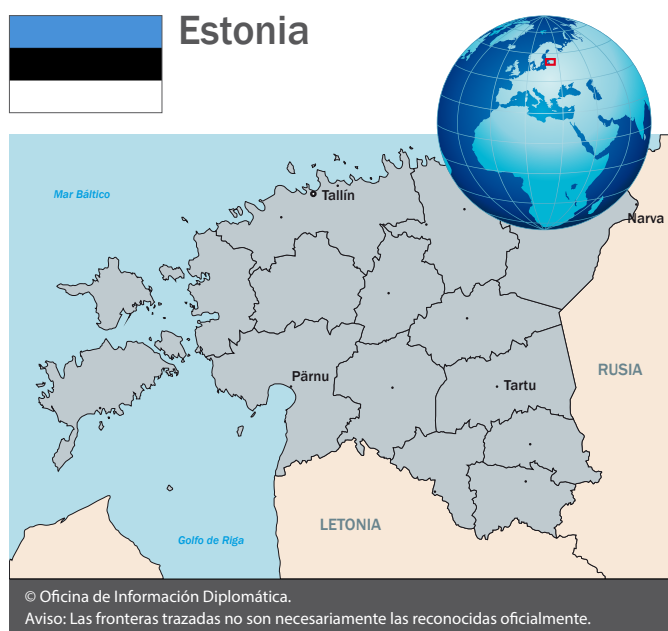 Estonia
Mar Báltico
Tallín
Narva
Pärnu
Tartu
RUSIA
LETONIA
Golfo de Riga
© Oficina de Información Diplomática.
Aviso: Las fronteras trazadas no son necesariamente las reconocidas oficialmente.